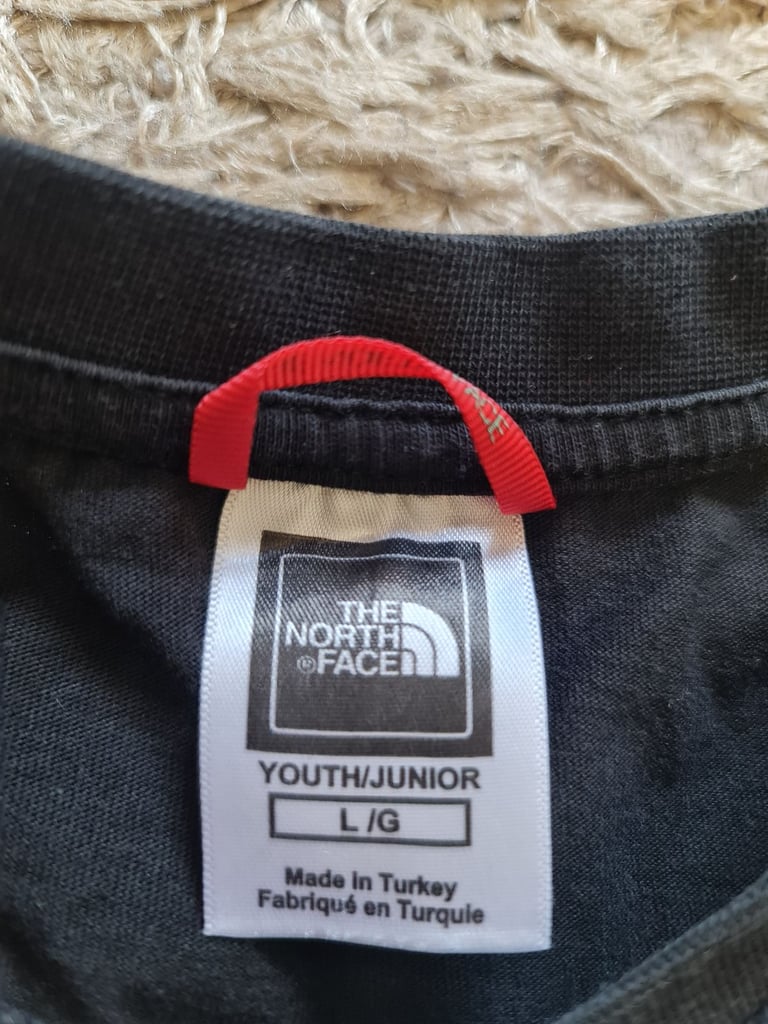 THE
NORTH
FACE
YOUTH/JUNIOR
L/G
Made in Turkey
Fabriqué en Turquie